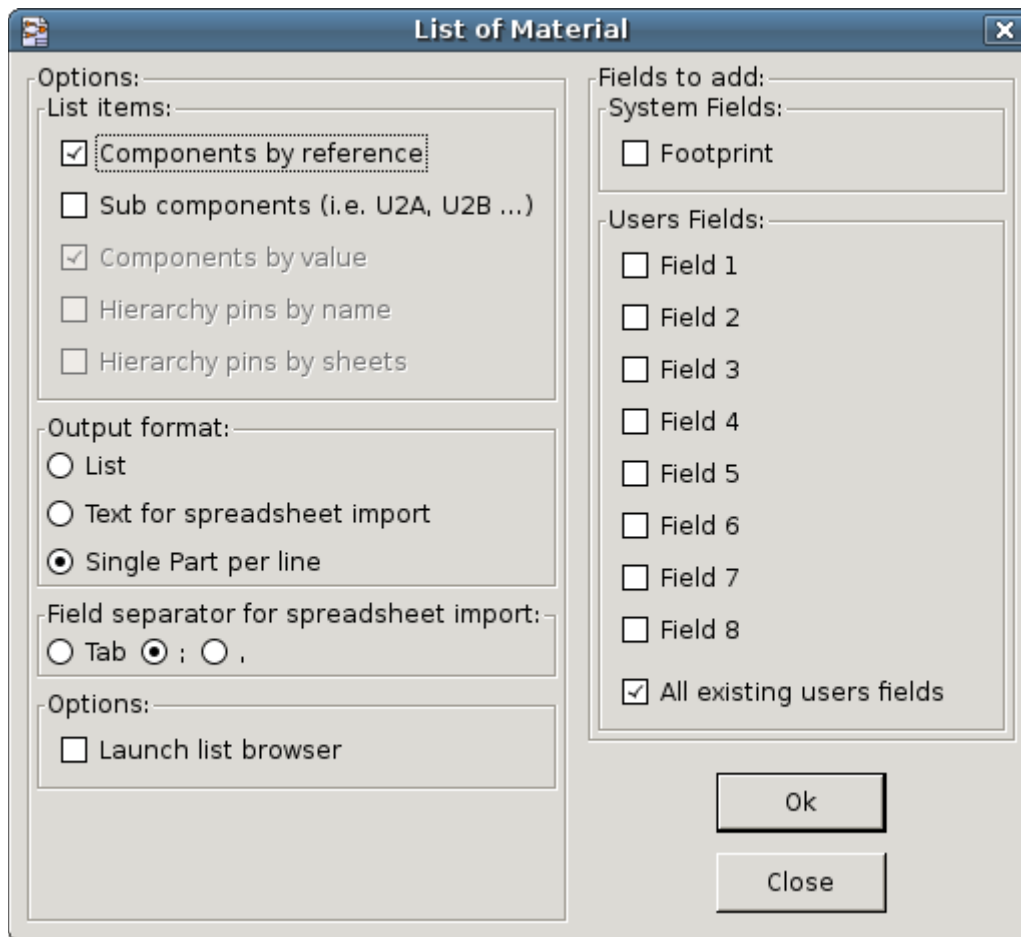 List of Material
Options:
List items:
Components by reference
Sub components (i.e. U2A, U2B ...)
Components by value
Hierarchy pins by name
Hierarchy pins by sheets
Output format:
List
Text for spreadsheet import
Single Part per line
Field separator for spreadsheet import:
Tab ; ,
Options:
Launch list browser
Fields to add:
System Fields:
Footprint
Users Fields:
Field 1
Field 2
Field 3
Field 4
Field 5
Field 6
Field 7
Field 8
All existing users fields
Ok
Close